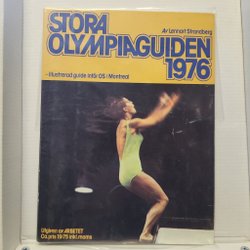 STORA
OLYMPIAGUIDEN
1976
Av Lennart Strandberg
– illustrerad guide inför OS i Montreal
Utgiven av ARBETET
Ca pris 19:75 inkl. moms